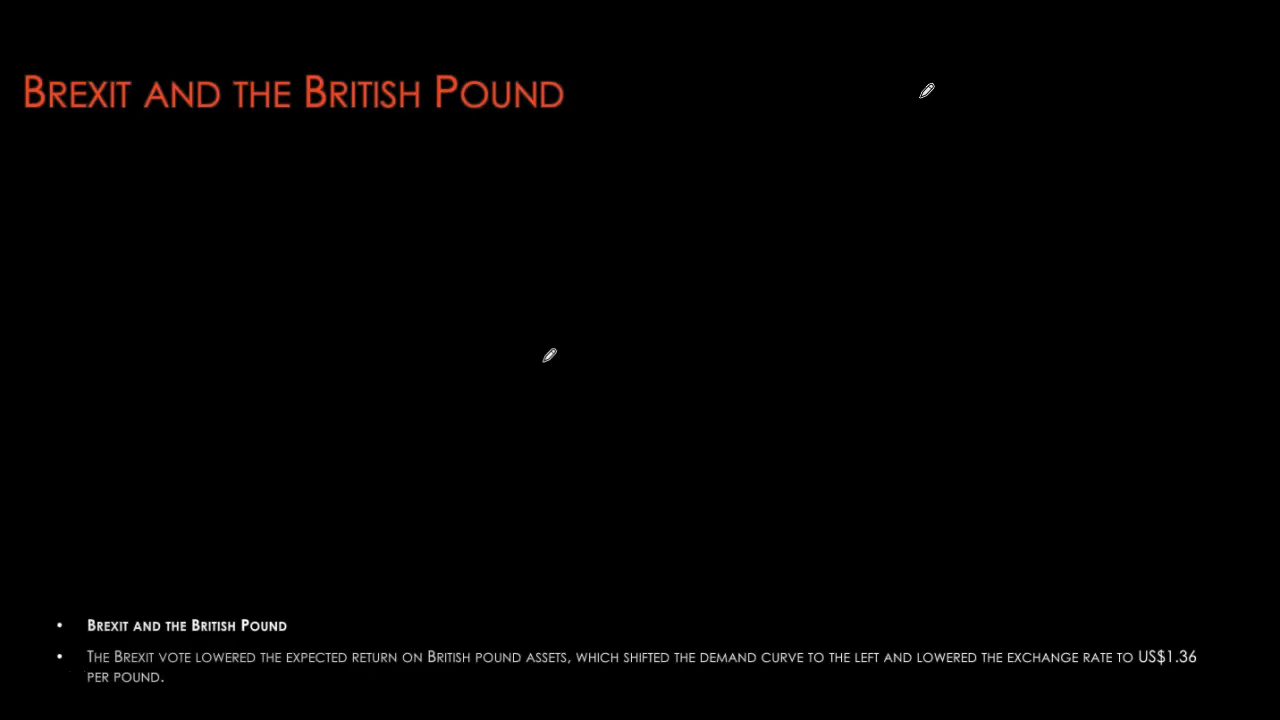 Brexit and the British Pound
• Brexit and the British Pound
• The Brexit vote lowered the expected return on British pound assets, which shifted the demand curve to the left and lowered the exchange rate to US$1.36
per pound.